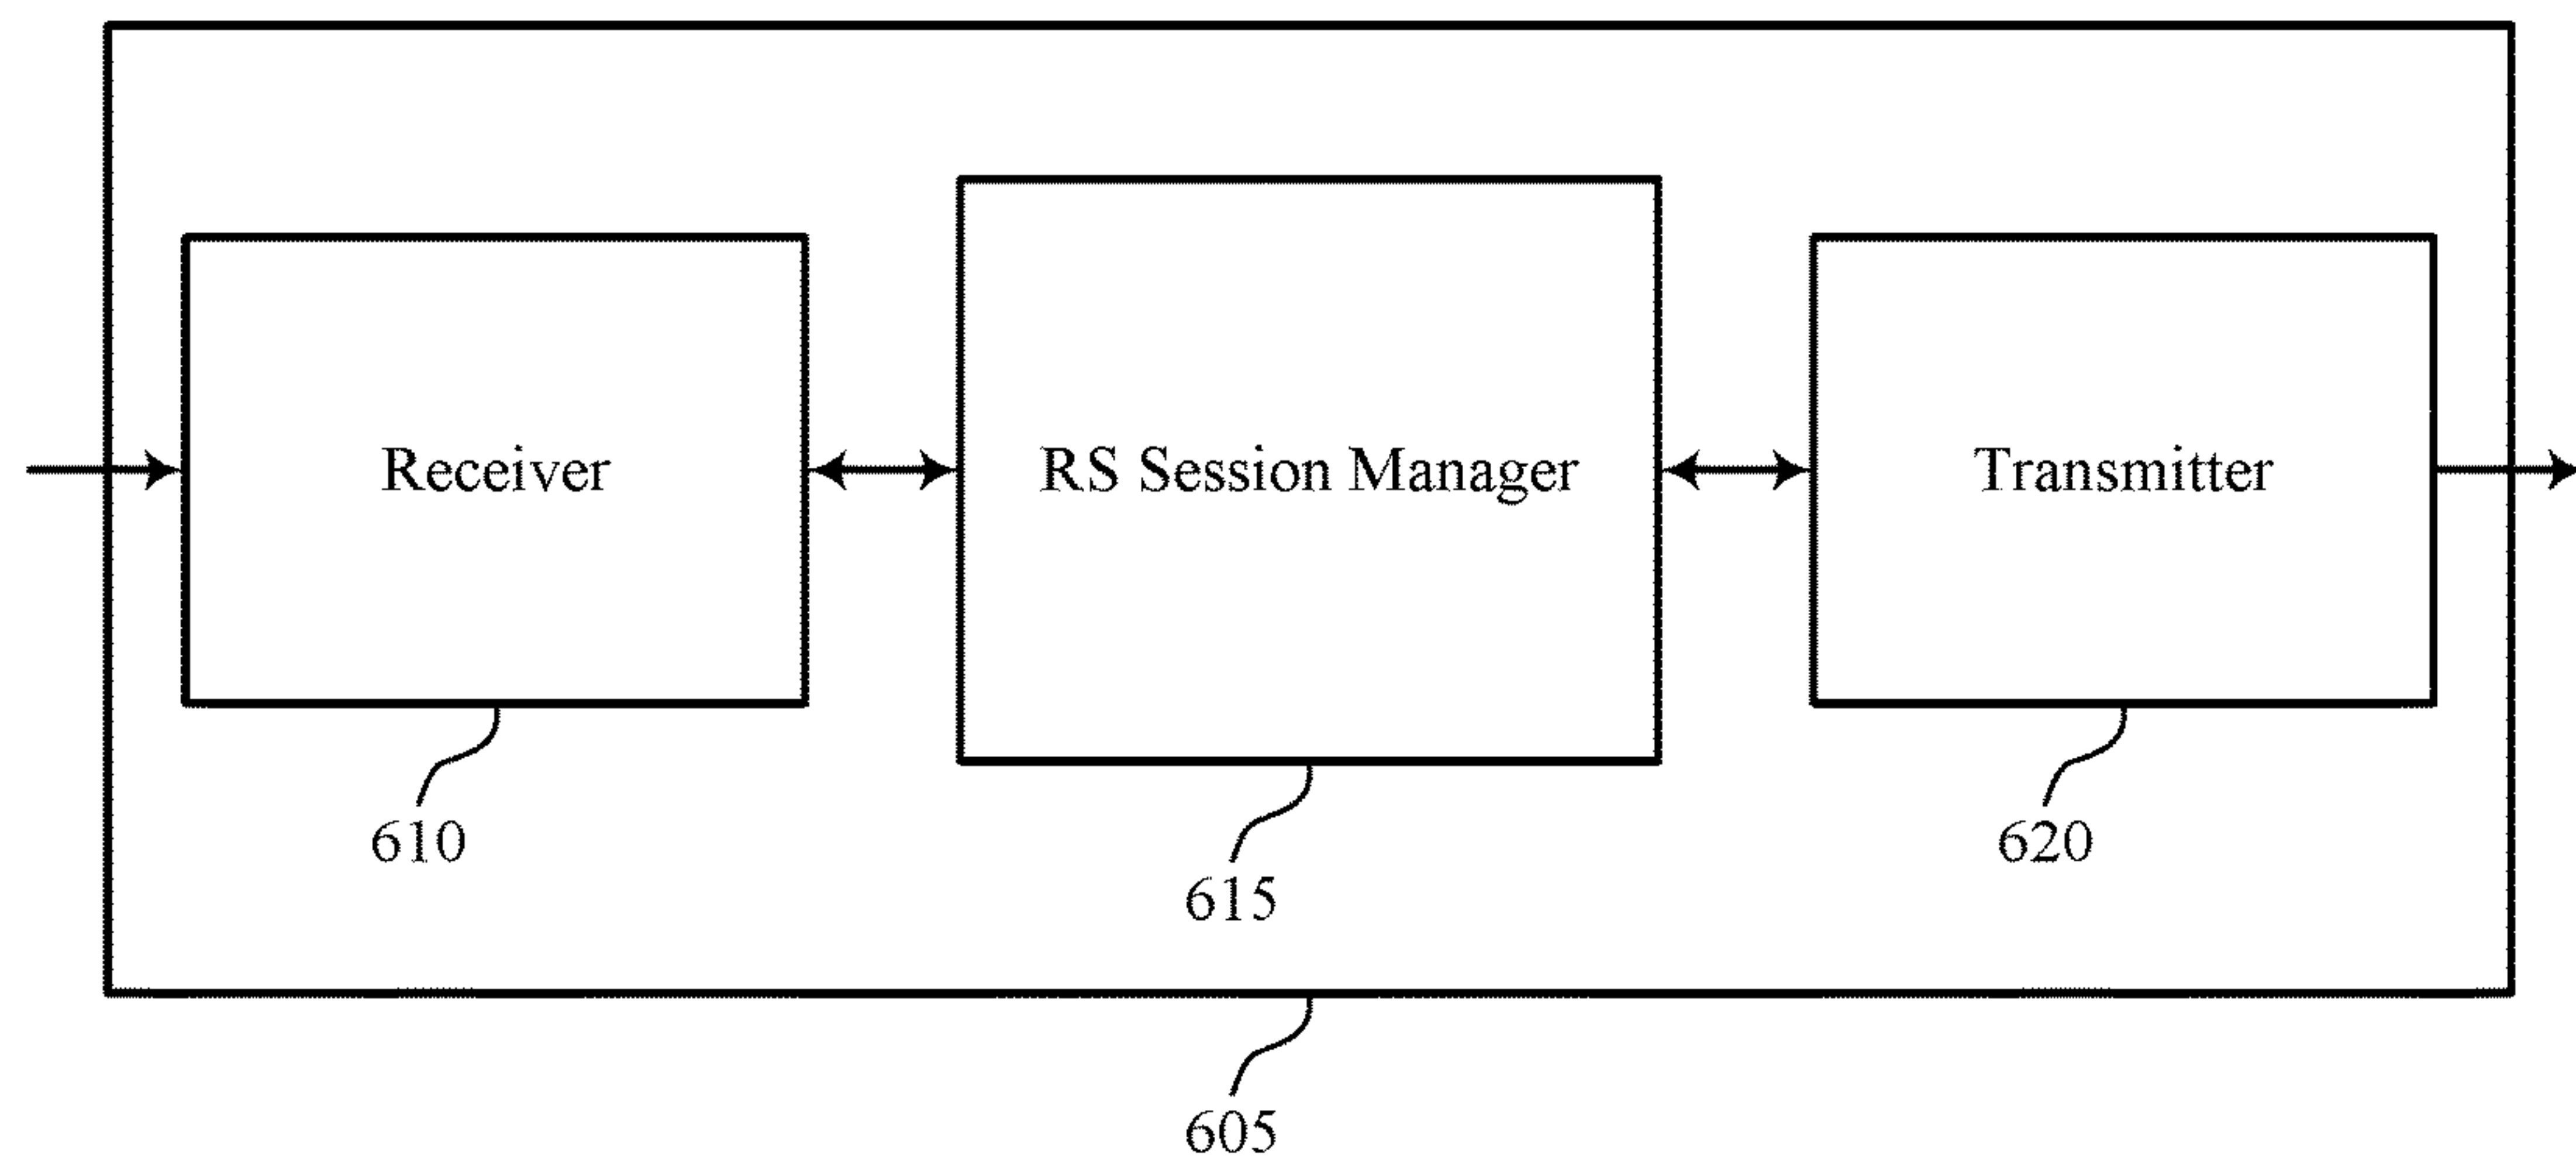 Receiver
RS Session Manager
Transmitter
610
615
620
605